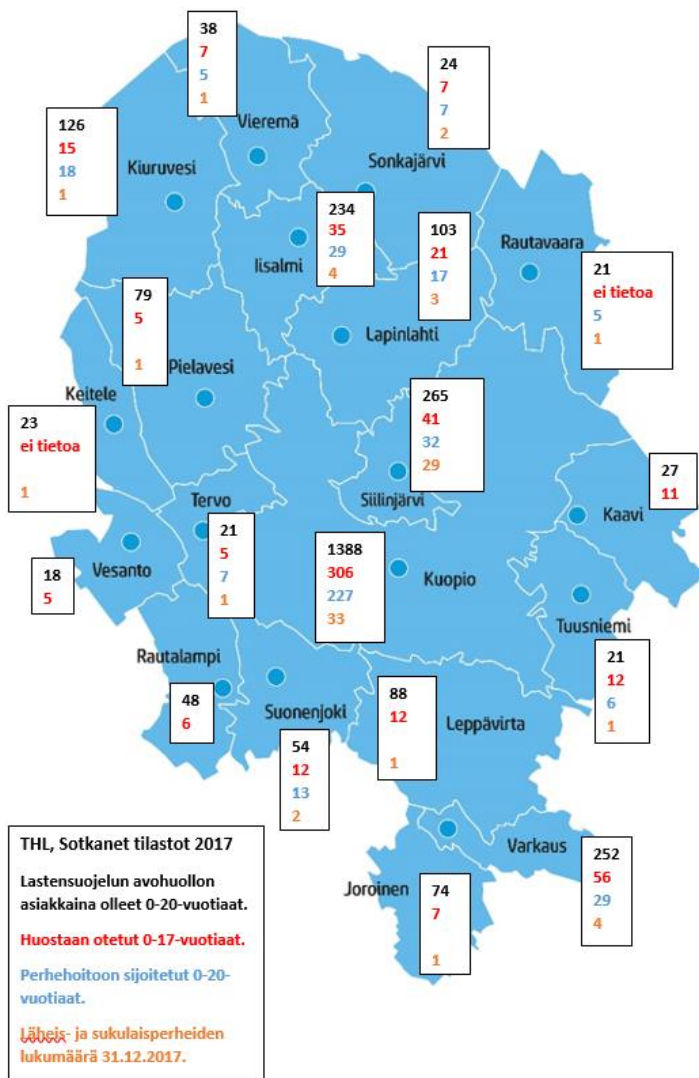 38
7
5
1
Vieremä
24
7
7
2
Sonkajärvi
126
15
18
1
Kiuruvesi
234
35
29
4
Iisalmi
103
21
17
3
Lapinlahti
Rautavaara
21
ei tietoa
5
1
79
5
1
Pielavesi
Keitele
23
ei tietoa
1
265
41
32
29
Siilinjärvi
27
11
Kaavi
Tervo
21
5
7
1
Vesanto
18
5
1388
306
227
33
Kuopio
Tuusniemi
21
12
6
1
Rautalampi
48
6
Suonenjoki
54
12
13
2
88
12
1
Leppävirta
Varkaus
252
56
29
4
Joroinen
74
7
1
THL, Sotkanet tilastot 2017
Lastensuojelun avohuollon
asiakkaina olleet 0-20-vuotiaat.
Huostaan otetut 0-17-vuotiaat.
Perhehoitoon sijoitetut 0-20-
vuotiaat.
Läheis- ja sukulaisperheiden
lukumäärä 31.12.2017.